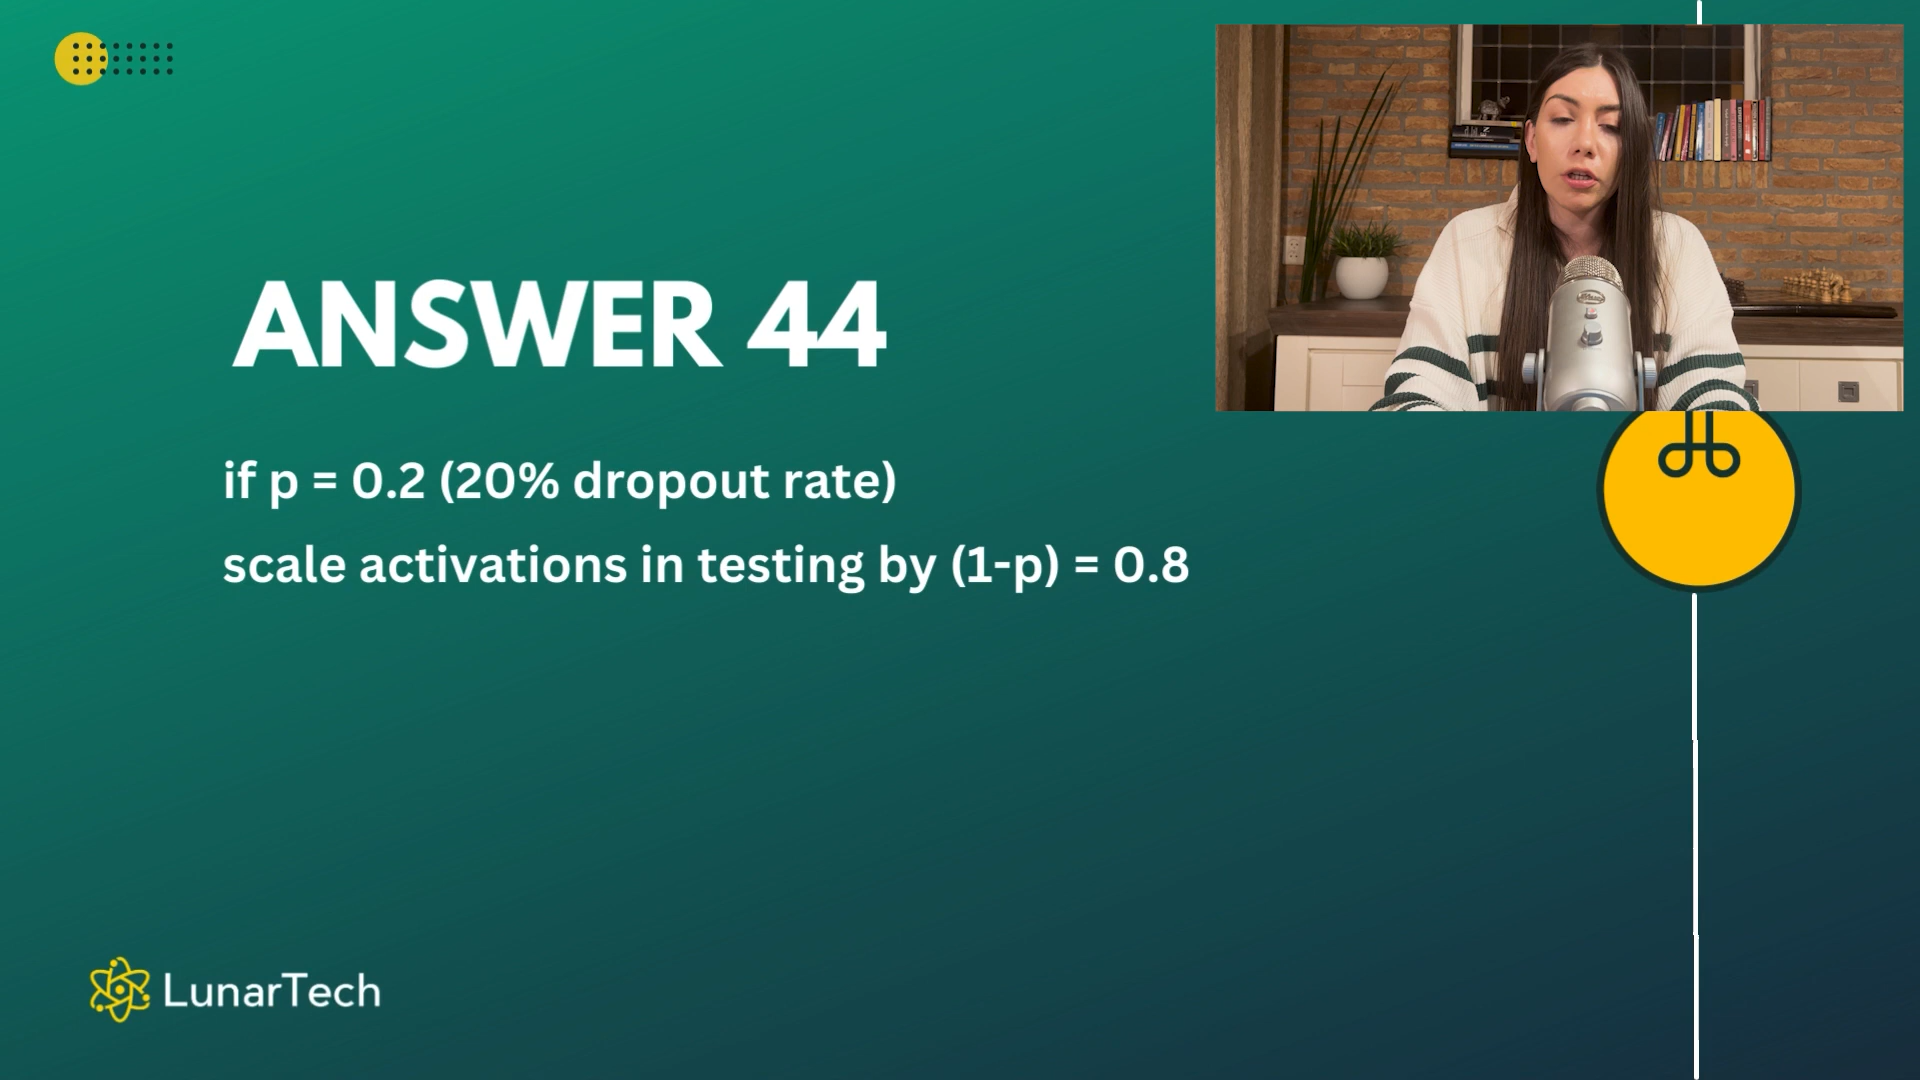 ANSWER 44
if p = 0.2 (20% dropout rate)
scale activations in testing by (1-p) = 0.8
LunarTech